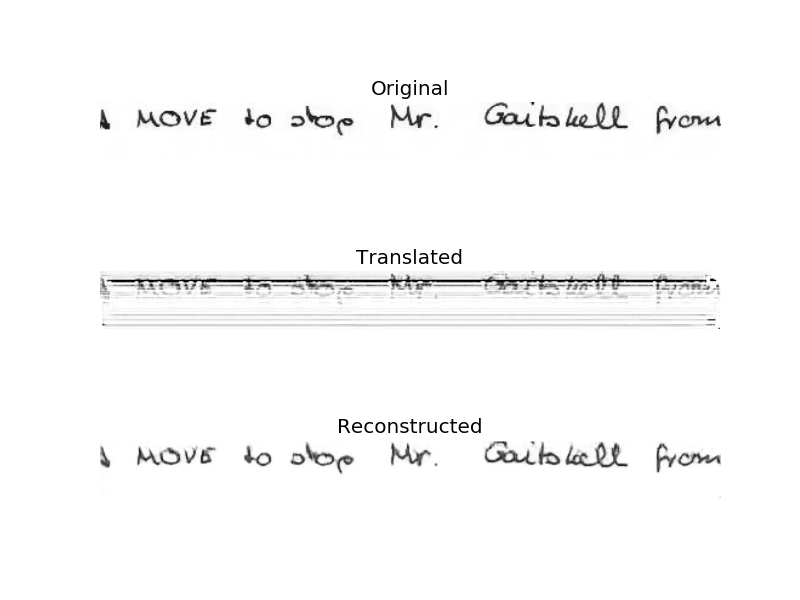 Original
MOVE to stop Mr. Gaitskell from
Translated
MOVE to stop Mr. Gaitskell from
Reconstructed
MOVE to stop Mr. Gaitskell from